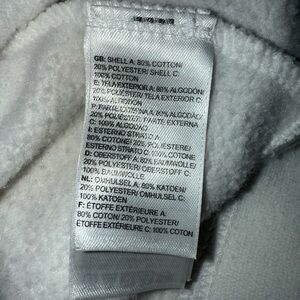 GB: SHELL A: 80% COTTON/
20% POLYESTER/ SHELL C:
100% COTTON
E: TELA EXTERIOR A: 80% ALGODÓN/
20% POLIÉSTER/ TELA EXTERIOR C:
100% ALGODÓN
P: PARTE EXTERNA A: 80% ALGODÃO/
20% POLIÉSTER/ PARTE EXTERNA
C: 100% ALGODÃO
I: ESTERNO STRATO A:
80% COTONE/ 20% POLIESTERE/
ESTERNO STRATO C: 100% COTONE
D: OBERSTOFF A: 80% BAUMWOLLE/
20% POLYESTER/ OBERSTOFF C:
100% BAUMWOLLE
NL: OMHULSEL A: 80% KATOEN/
20% POLYESTER/ OMHULSEL C:
100% KATOEN
F: ÉTOFFE EXTÉRIEURE A:
80% COTON/ 20% POLYESTER/
ÉTOFFE EXTÉRIEURE C: 100% COTON